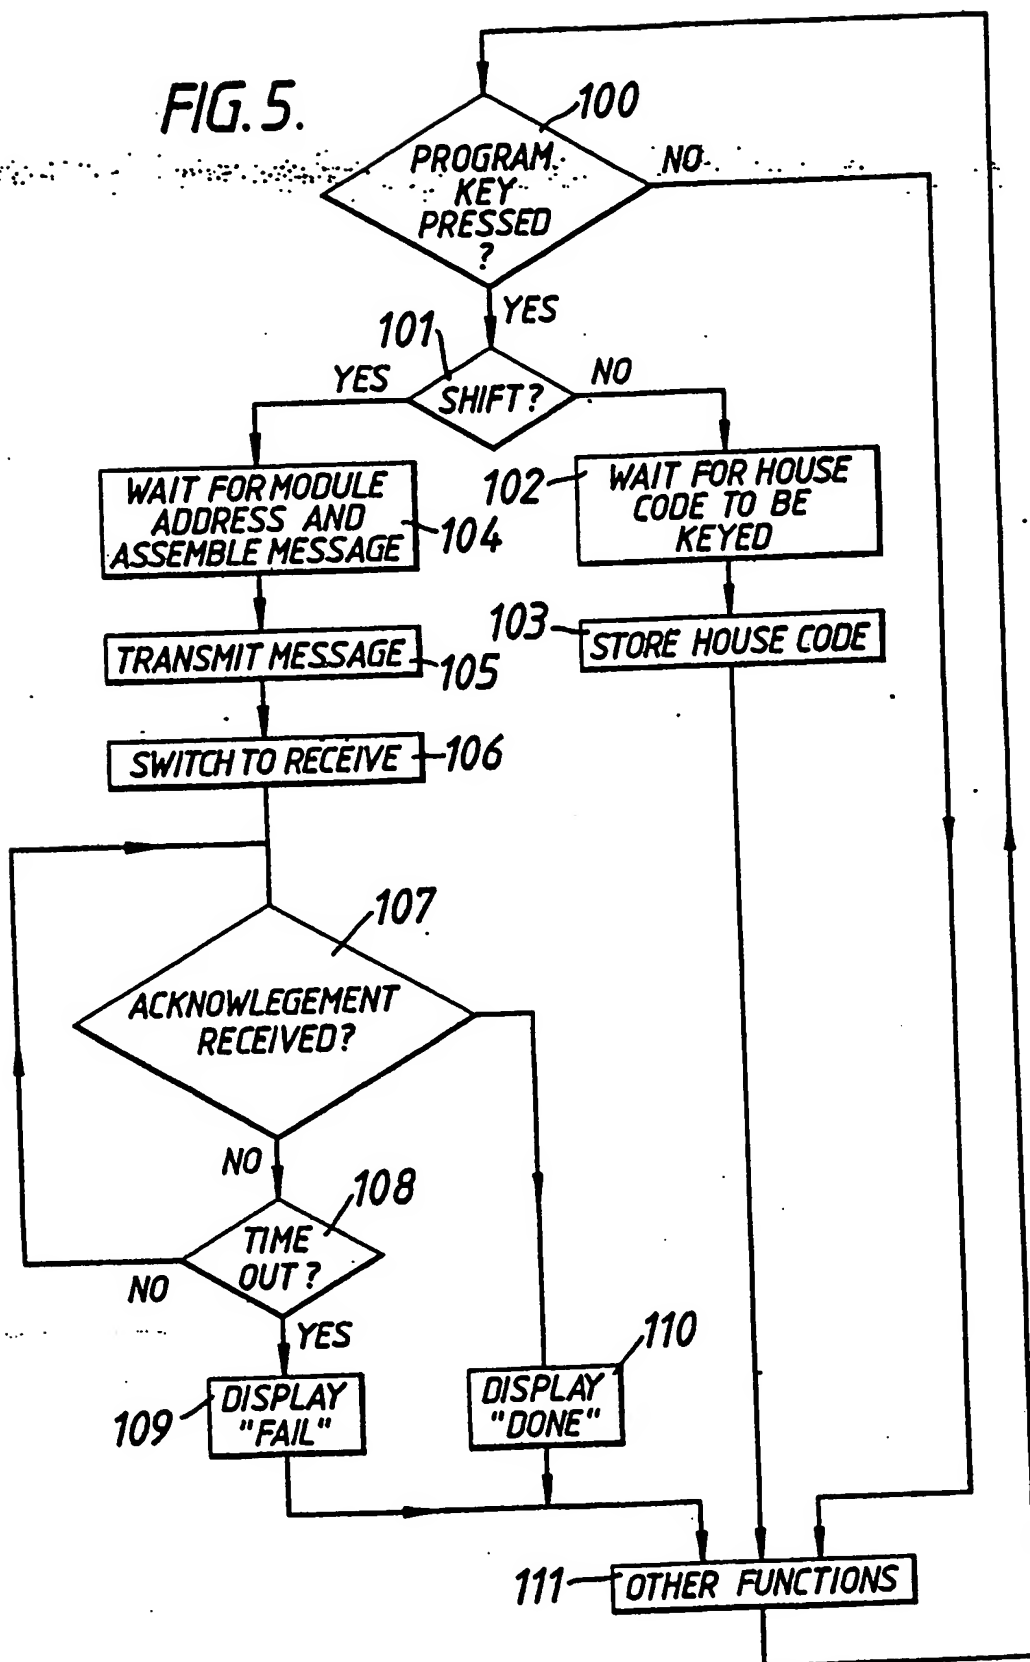 FIG. 5.
100
PROGRAM
KEY
PRESSED
?
NO
YES
101
YES
SHIFT?
NO
WAIT FOR MODULE
ADDRESS AND
ASSEMBLE MESSAGE
104
102
WAIT FOR HOUSE
CODE TO BE
KEYED
TRANSMIT MESSAGE
105
103
STORE HOUSE CODE
SWITCH TO RECEIVE
106
107
ACKNOWLEGEMENT
RECEIVED?
NO
108
TIME
OUT?
NO
YES
109
DISPLAY
"FAIL"
110
DISPLAY
"DONE"
111
OTHER FUNCTIONS